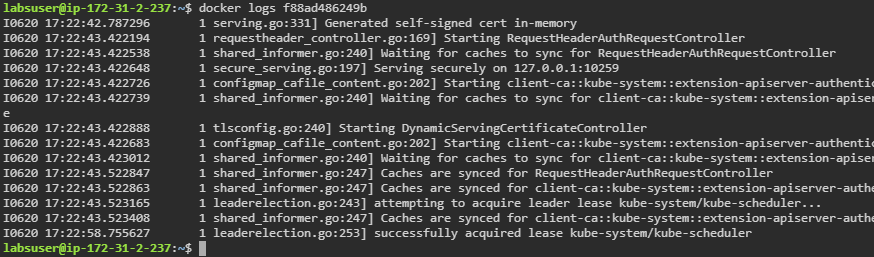 labsuser@ip-172-31-2-237:~$ docker logs f88ad486249b
I0620 17:22:42.787296       1 serving.go:331] Generated self-signed cert in-memory
I0620 17:22:43.422194       1 requestheader_controller.go:169] Starting RequestHeaderAuthRequestController
I0620 17:22:43.422538       1 shared_informer.go:240] Waiting for caches to sync for RequestHeaderAuthRequestController
I0620 17:22:43.422648       1 secure_serving.go:197] Serving securely on 127.0.0.1:10259
I0620 17:22:43.422726       1 configmap_cafile_content.go:202] Starting client-ca::kube-system::extension-apiserver-authentic
I0620 17:22:43.422739       1 shared_informer.go:240] Waiting for caches to sync for client-ca::kube-system::extension-apise
e
I0620 17:22:43.422888       1 tlsconfig.go:240] Starting DynamicServingCertificateController
I0620 17:22:43.422683       1 configmap_cafile_content.go:202] Starting client-ca::kube-system::extension-apiserver-authentic
I0620 17:22:43.423012       1 shared_informer.go:240] Waiting for caches to sync for client-ca::kube-system::extension-apise
I0620 17:22:43.522847       1 shared_informer.go:247] Caches are synced for RequestHeaderAuthRequestController
I0620 17:22:43.522863       1 shared_informer.go:247] Caches are synced for client-ca::kube-system::extension-apiserver-authe
I0620 17:22:43.523165       1 leaderelection.go:243] attempting to acquire leader lease kube-system/kube-scheduler...
I0620 17:22:43.523408       1 shared_informer.go:247] Caches are synced for client-ca::kube-system::extension-apiserver-authe
I0620 17:22:58.755627       1 leaderelection.go:253] successfully acquired lease kube-system/kube-scheduler
labsuser@ip-172-31-2-237:~$